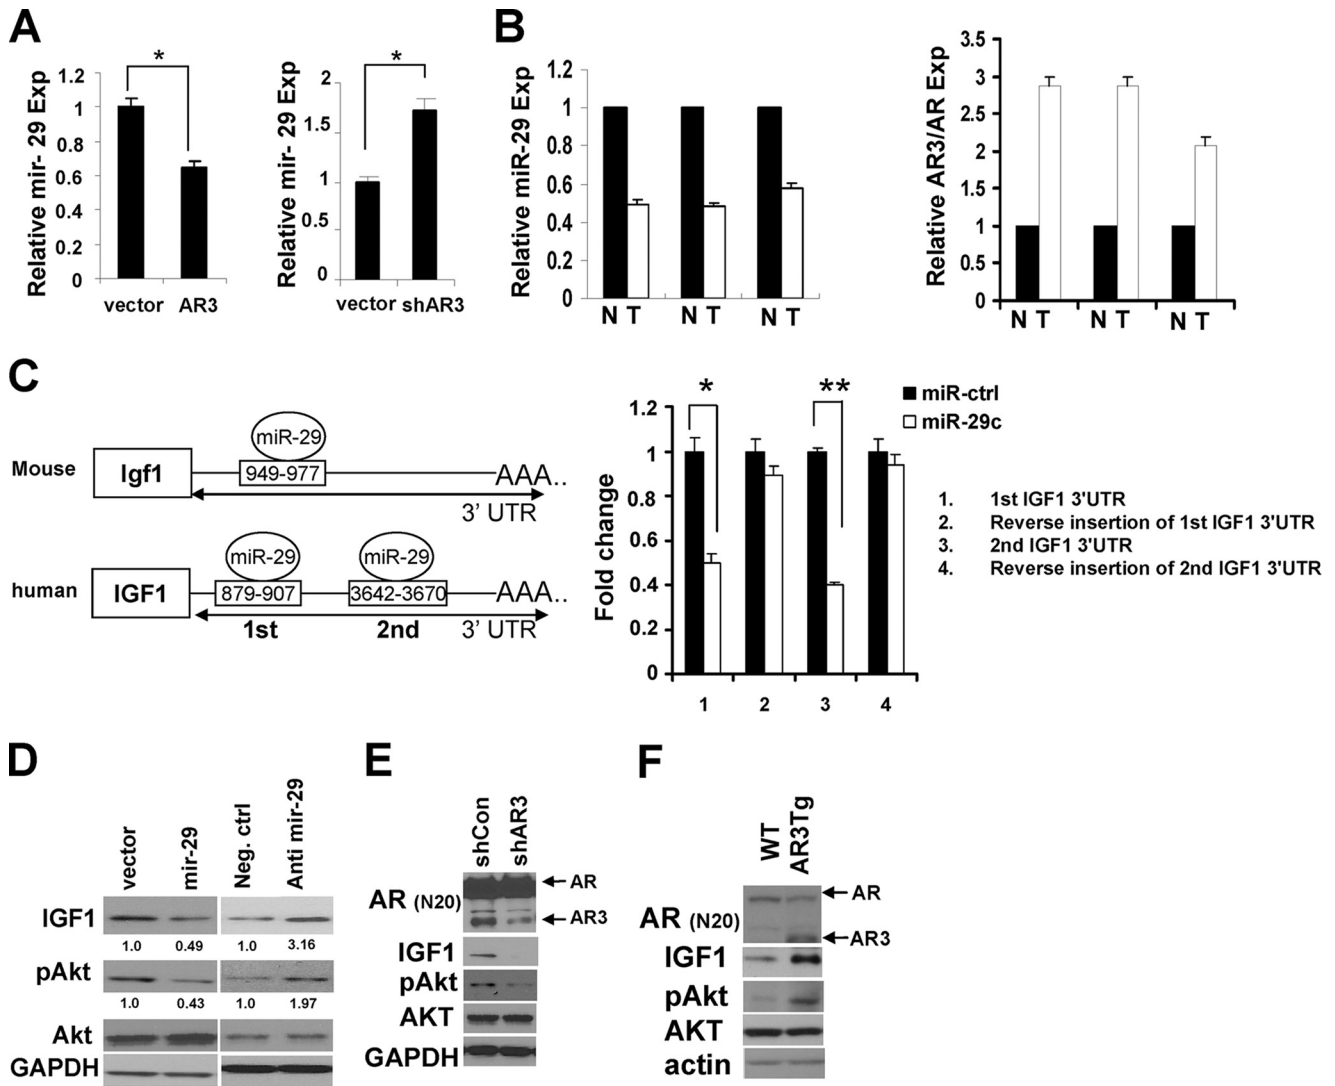 A
Relative mir- 29 Exp
1.2
1
0.8
0.6
0.4
0.2
0
*
vector AR3
Relative mir- 29 Exp
2
1.5
1
0.5
0
*
vector shAR3
B
Relative miR-29 Exp
1.2
1
0.8
0.6
0.4
0.2
0
N T N T N T
Relative AR3/AR Exp
3.5
3
2.5
2
1.5
1
0.5
0
N T N T N T
C
Mouse
Igf1
miR-29
949-977
AAA..
3' UTR
human
IGF1
miR-29
879-907
miR-29
3642-3670
AAA..
1st 2nd 3' UTR
Fold change
1.2
1
0.8
0.6
0.4
0.2
0
*
**
1 2 3 4
miR-ctrl
miR-29c
1. 1st IGF1 3'UTR
2. Reverse insertion of 1st IGF1 3'UTR
3. 2nd IGF1 3'UTR
4. Reverse insertion of 2nd IGF1 3'UTR
D
vector mir-29 Neg. ctrl Anti mir-29
IGF1
1.0 0.49 1.0 3.16
pAkt
1.0 0.43 1.0 1.97
Akt
GAPDH
E
shCon shAR3
AR (N20)
AR
AR3
IGF1
pAkt
AKT
GAPDH
F
WT AR3Tg
AR (N20)
AR
AR3
IGF1
pAkt
AKT
actin